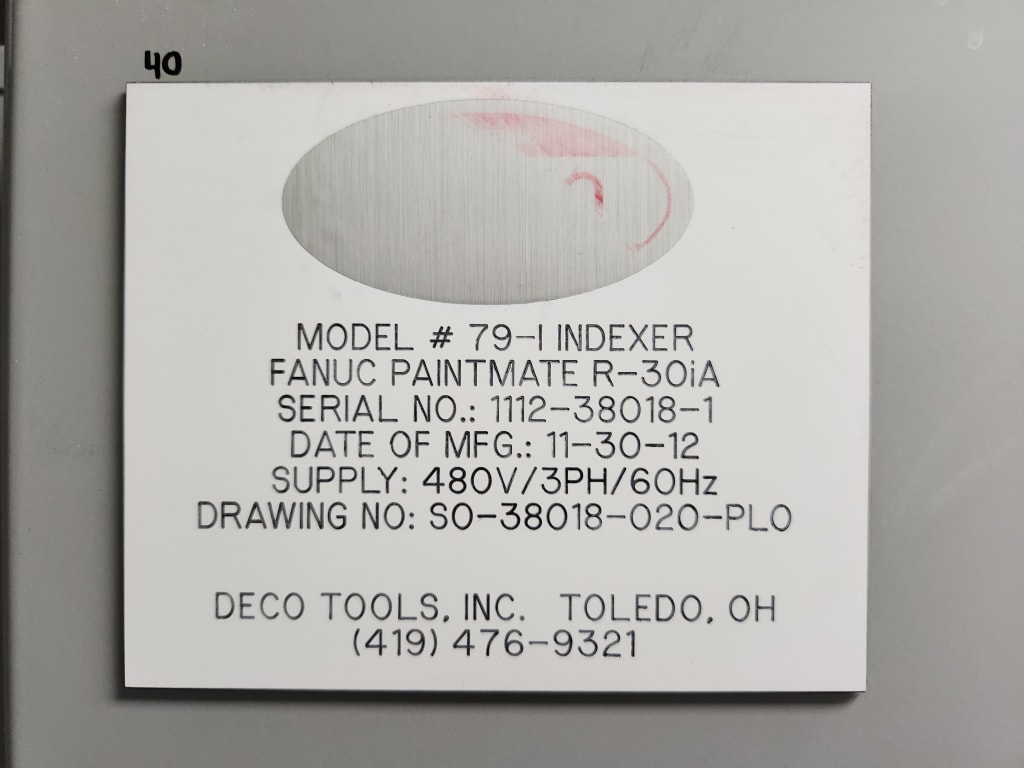 40
MODEL # 79-I INDEXER
FANUC PAINTMATE R-30iA
SERIAL NO.: 1112-38018-1
DATE OF MFG.: 11-30-12
SUPPLY: 480V/3PH/60Hz
DRAWING NO: SO-38018-020-PLO
DECO TOOLS, INC. TOLEDO, OH
(419) 476-9321